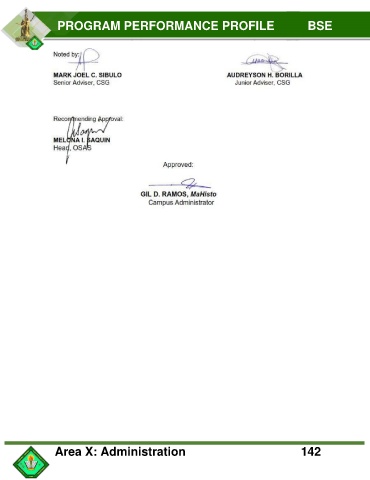 PROGRAM PERFORMANCE PROFILE BSE
Noted by:
MARK JOEL C. SIBULO AUDREYSON H. BORILLA
Senior Adviser, CSG Junior Adviser, CSG
Recommending Approval:
MELONA I. SAQUIN
Head, OSAS
Approved:
GIL D. RAMOS, MaHisto
Campus Administrator
Area X: Administration 142